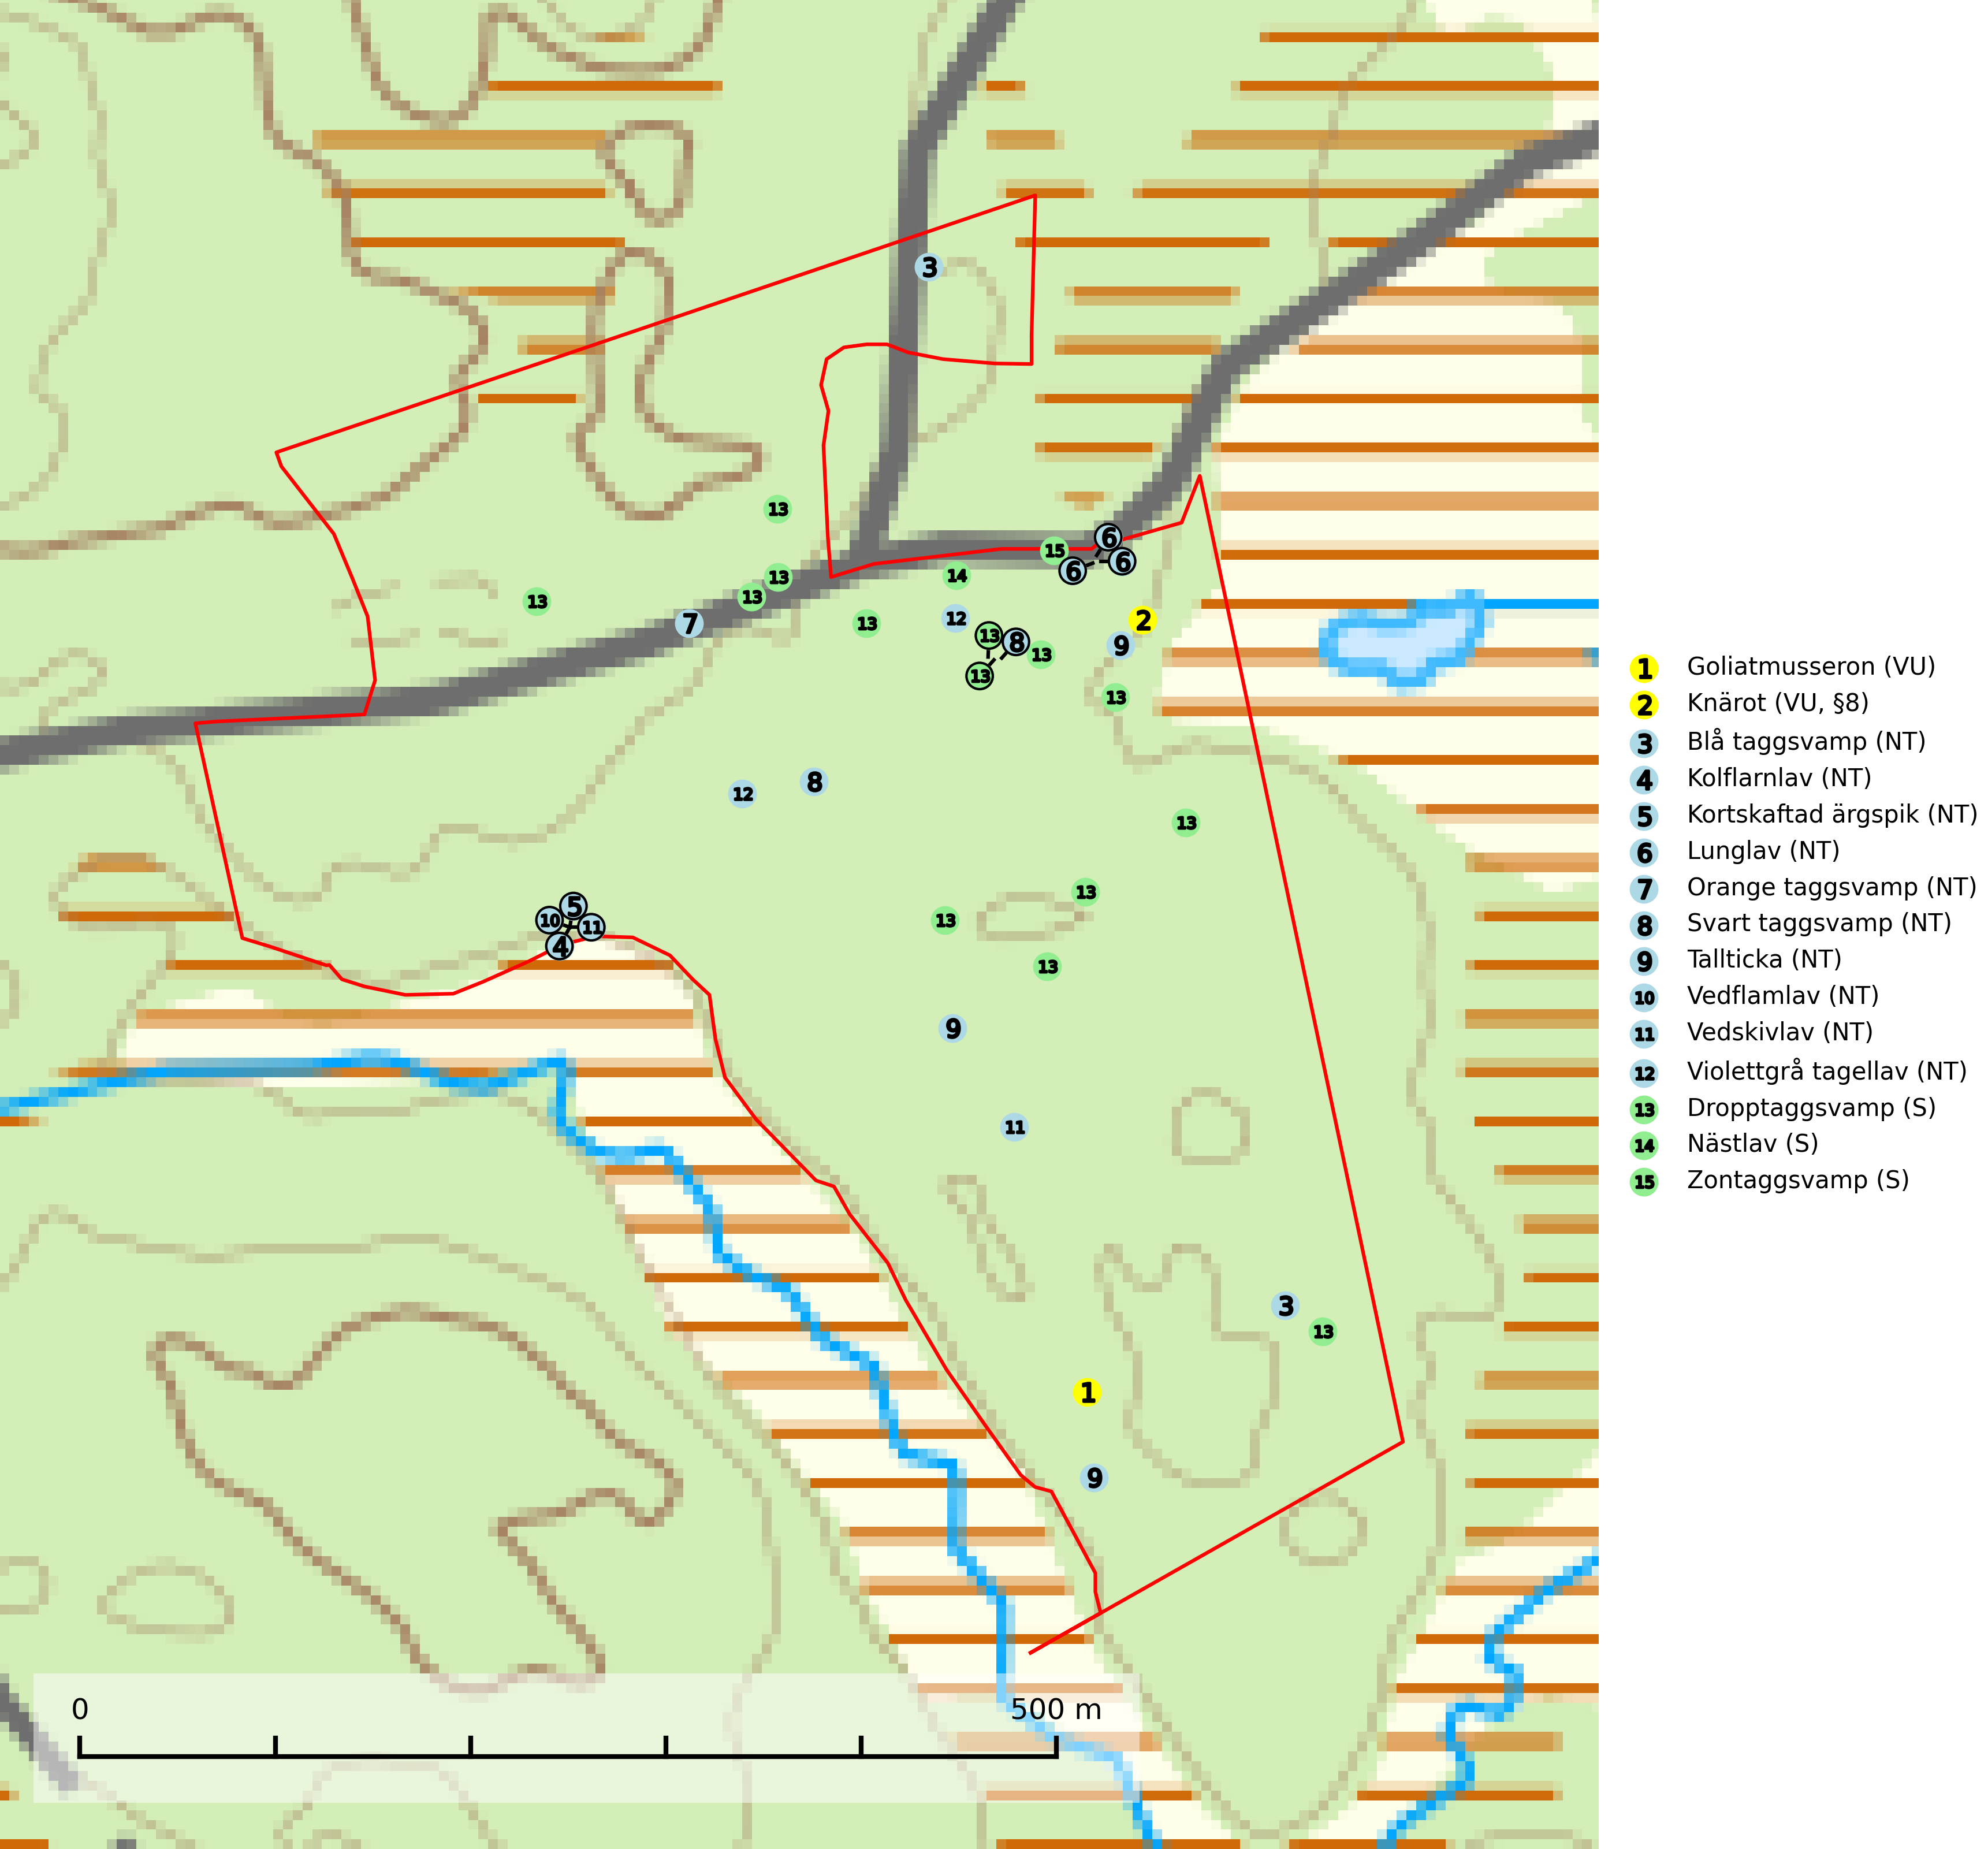 3
13
6
15
6
6
14
13
13
13
7
13
12
2
13
8
9
13
13
13
12
8
13
13
5
10
11
13
4
13
9
11
3
13
1
9
0
500 m
1 Goliatmusseron (VU)
2 Knärot (VU, §8)
3 Blå taggsvamp (NT)
4 Kolflarnlav (NT)
5 Kortskaftad ärgspik (NT)
6 Lunglav (NT)
7 Orange taggsvamp (NT)
8 Svart taggsvamp (NT)
9 Tallticka (NT)
10 Vedflamlav (NT)
11 Vedskivlav (NT)
12 Violettgrå tagellav (NT)
13 Dropptaggsvamp (S)
14 Nästlav (S)
15 Zontaggsvamp (S)